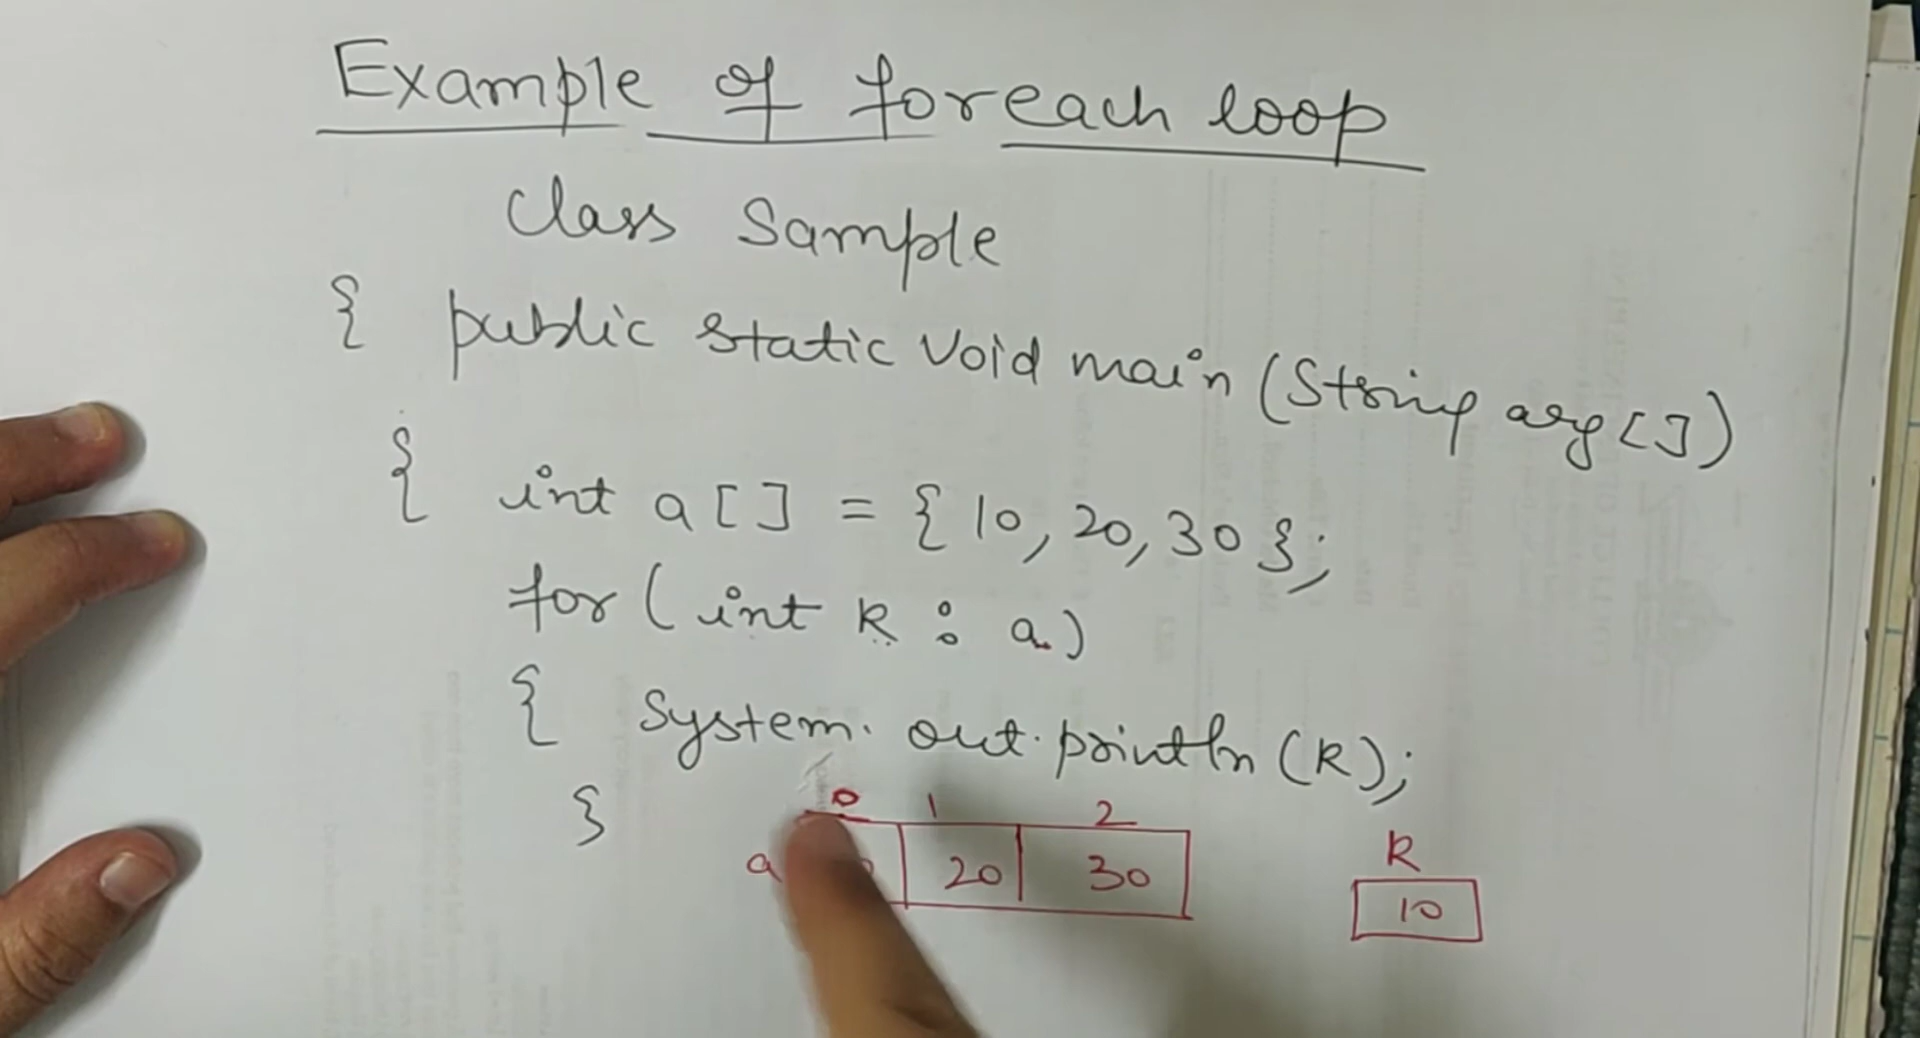 Example of foreach loop
class Sample
{ public static void main (String arg[])
{ int a[] = {10, 20, 30};
for (int k : a)
{ System. out. println (k);
}
0 1 2
a 20 30
k
10